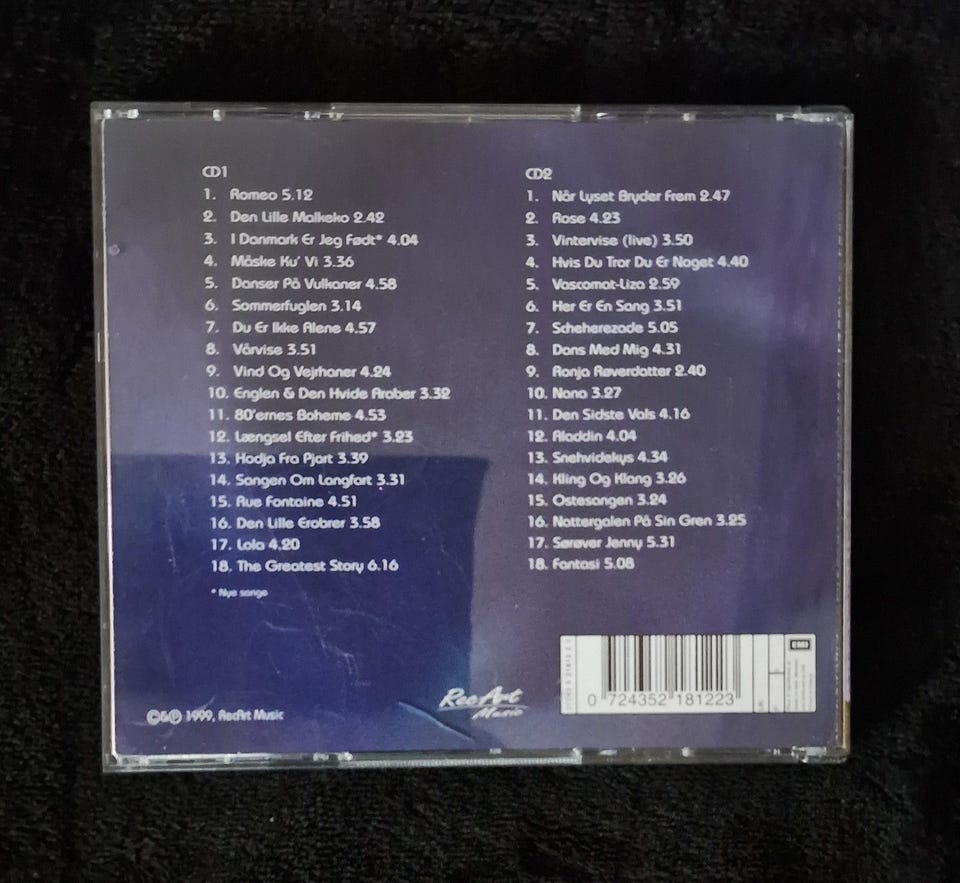 CD1
1. Romeo 5.12
2. Den Lille Malkeko 2.42
3. I Danmark Er Jeg Født* 4.04
4. Måske Ku' Vi 3.36
5. Danser På Vulkaner 4.58
6. Sommerfuglen 3.14
7. Du Er Ikke Alene 4.57
8. Vårvise 3.51
9. Vind Og Vejrhaner 4.24
10. Englen & Den Hvide Araber 3.32
11. 80'ernes Boheme 4.53
12. Længsel Efter Frihed* 3.23
13. Hodja Fra Pjort 3.39
14. Sangen Om Langfart 3.31
15. Rue Fontaine 4.51
16. Den Lille Erobrer 3.58
17. Lola 4.20
18. The Greatest Story 6.16
* Nye sange
CD2
1. Når Lyset Bryder Frem 2.47
2. Rose 4.23
3. Vintervise (live) 3.50
4. Hvis Du Tror Du Er Noget 4.40
5. Vascomat-Liza 2.59
6. Her Er En Sang 3.51
7. Scheherezade 5.05
8. Dans Med Mig 4.31
9. Ronja Røverdatter 2.40
10. Nana 3.27
11. Den Sidste Vals 4.16
12. Aladdin 4.04
13. Snehvidekys 4.34
14. Kling Og Klang 3.26
15. Ostesangen 3.24
16. Nattergalen På Sin Gren 3.25
17. Sørøver Jenny 5.31
18. Fantasi 5.08
©&℗ 1999, RecArt Music
RecArt
Music
0 724352 181223
EMI